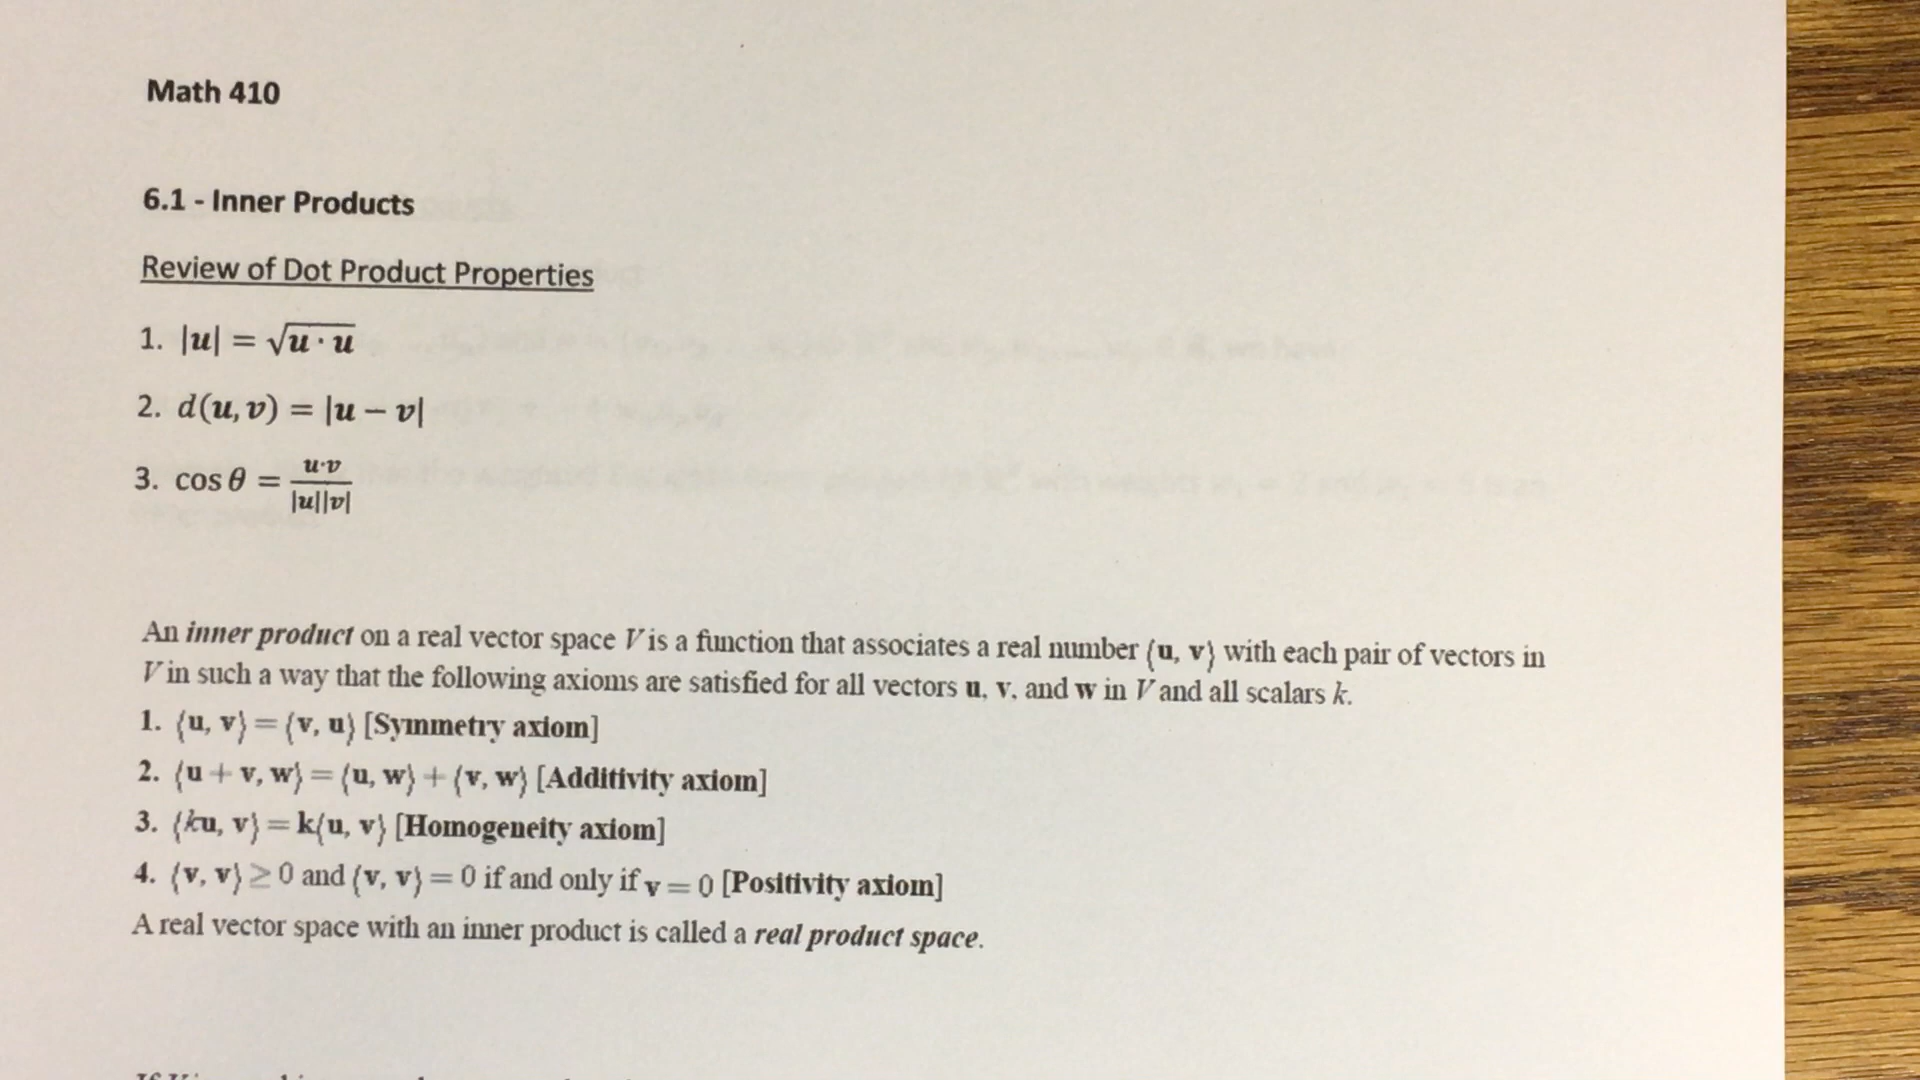 Math 410
6.1 - Inner Products
Review of Dot Product Properties
1. |u| = √u · u
2. d(u, v) = |u − v|
3. cos θ = u·v / |u||v|
An inner product on a real vector space V is a function that associates a real number ⟨u, v⟩ with each pair of vectors in
V in such a way that the following axioms are satisfied for all vectors u, v, and w in V and all scalars k.
1. ⟨u, v⟩ = ⟨v, u⟩ [Symmetry axiom]
2. ⟨u + v, w⟩ = ⟨u, w⟩ + ⟨v, w⟩ [Additivity axiom]
3. ⟨ku, v⟩ = k⟨u, v⟩ [Homogeneity axiom]
4. ⟨v, v⟩ ≥ 0 and ⟨v, v⟩ = 0 if and only if v = 0 [Positivity axiom]
A real vector space with an inner product is called a real product space.